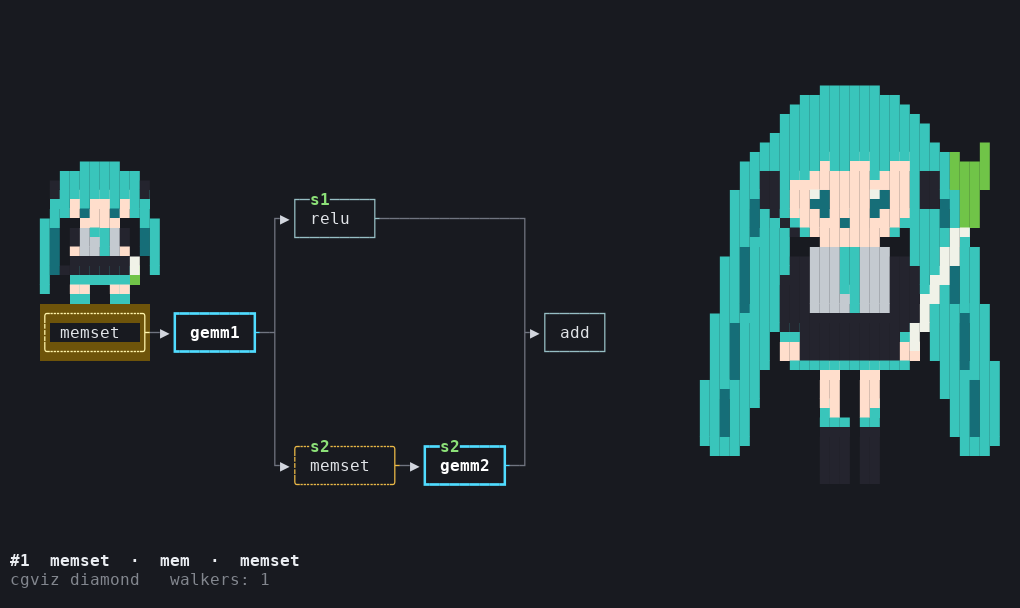 s1
relu
memset
gemm1
add
s2
s2
memset
gemm2
#1  memset  ·  mem  ·  memset
cgviz diamond   walkers: 1